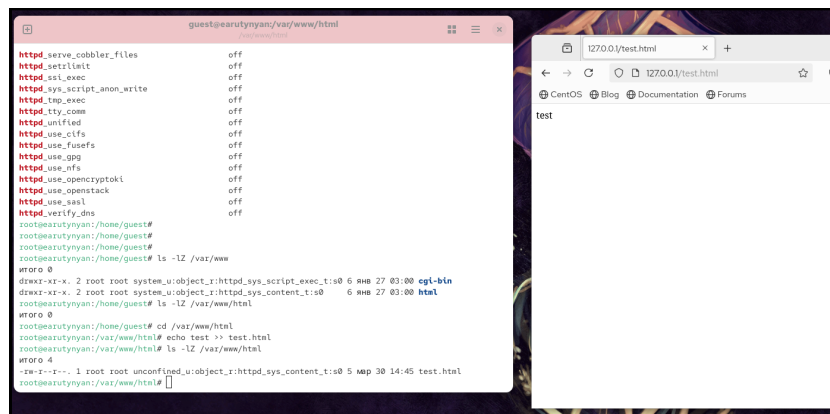 guest@earutynyan:/var/www/html
/var/www/html
httpd_serve_cobbler_files off
httpd_setrlimit off
httpd_ssi_exec off
httpd_sys_script_anon_write off
httpd_tmp_exec off
httpd_tty_comm off
httpd_unified off
httpd_use_cifs off
httpd_use_fusefs off
httpd_use_gpg off
httpd_use_nfs off
httpd_use_opencryptoki off
httpd_use_openstack off
httpd_use_sasl off
httpd_verify_dns off
root@earutynyan:/home/guest#
root@earutynyan:/home/guest#
root@earutynyan:/home/guest#
root@earutynyan:/home/guest# ls -lZ /var/www
итого 0
drwxr-xr-x. 2 root root system_u:object_r:httpd_sys_script_exec_t:s0 6 янв 27 03:00 cgi-bin
drwxr-xr-x. 2 root root system_u:object_r:httpd_sys_content_t:s0 6 янв 27 03:00 html
root@earutynyan:/home/guest# ls -lZ /var/www/html
итого 0
root@earutynyan:/home/guest# cd /var/www/html
root@earutynyan:/var/www/html# echo test >> test.html
root@earutynyan:/var/www/html# ls -lZ /var/www/html
итого 4
-rw-r--r--. 1 root root unconfined_u:object_r:httpd_sys_content_t:s0 5 мар 30 14:45 test.html
root@earutynyan:/var/www/html#
127.0.0.1/test.html
127.0.0.1/test.html
CentOS Blog Documentation Forums
test